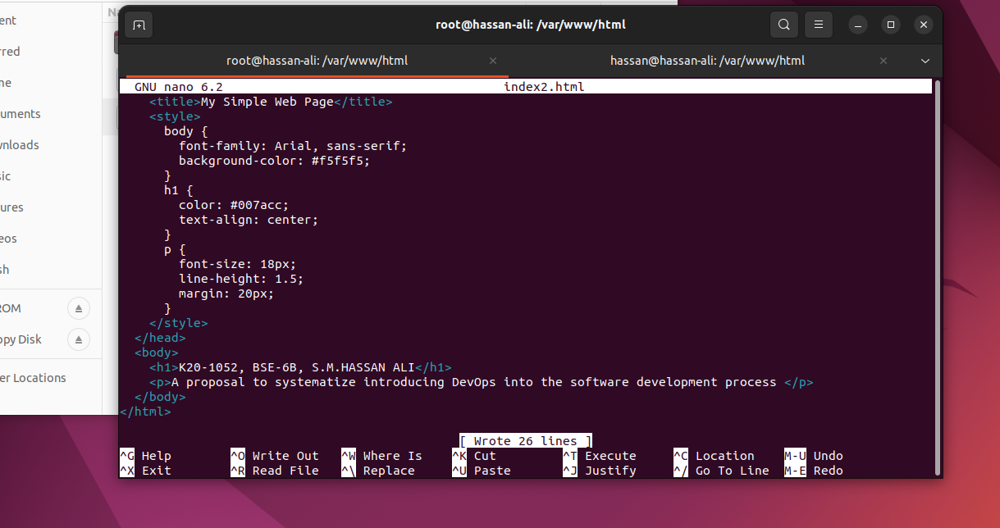 ent
rred
me
uments
wnloads
sic
ures
eos
sh
ROM
opy Disk
er Locations
Na
root@hassan-ali: /var/www/html
root@hassan-ali: /var/www/html
hassan@hassan-ali: /var/www/html
GNU nano 6.2 index2.html
<title>My Simple Web Page</title>
<style>
body {
font-family: Arial, sans-serif;
background-color: #f5f5f5;
}
h1 {
color: #007acc;
text-align: center;
}
p {
font-size: 18px;
line-height: 1.5;
margin: 20px;
}
</style>
</head>
<body>
<h1>K20-1052, BSE-6B, S.M.HASSAN ALI</h1>
<p>A proposal to systematize introducing DevOps into the software development process </p>
</body>
</html>
[ Wrote 26 lines ]
^G Help ^O Write Out ^W Where Is ^K Cut ^T Execute ^C Location M-U Undo
^X Exit ^R Read File ^\ Replace ^U Paste ^J Justify ^/ Go To Line M-E Redo